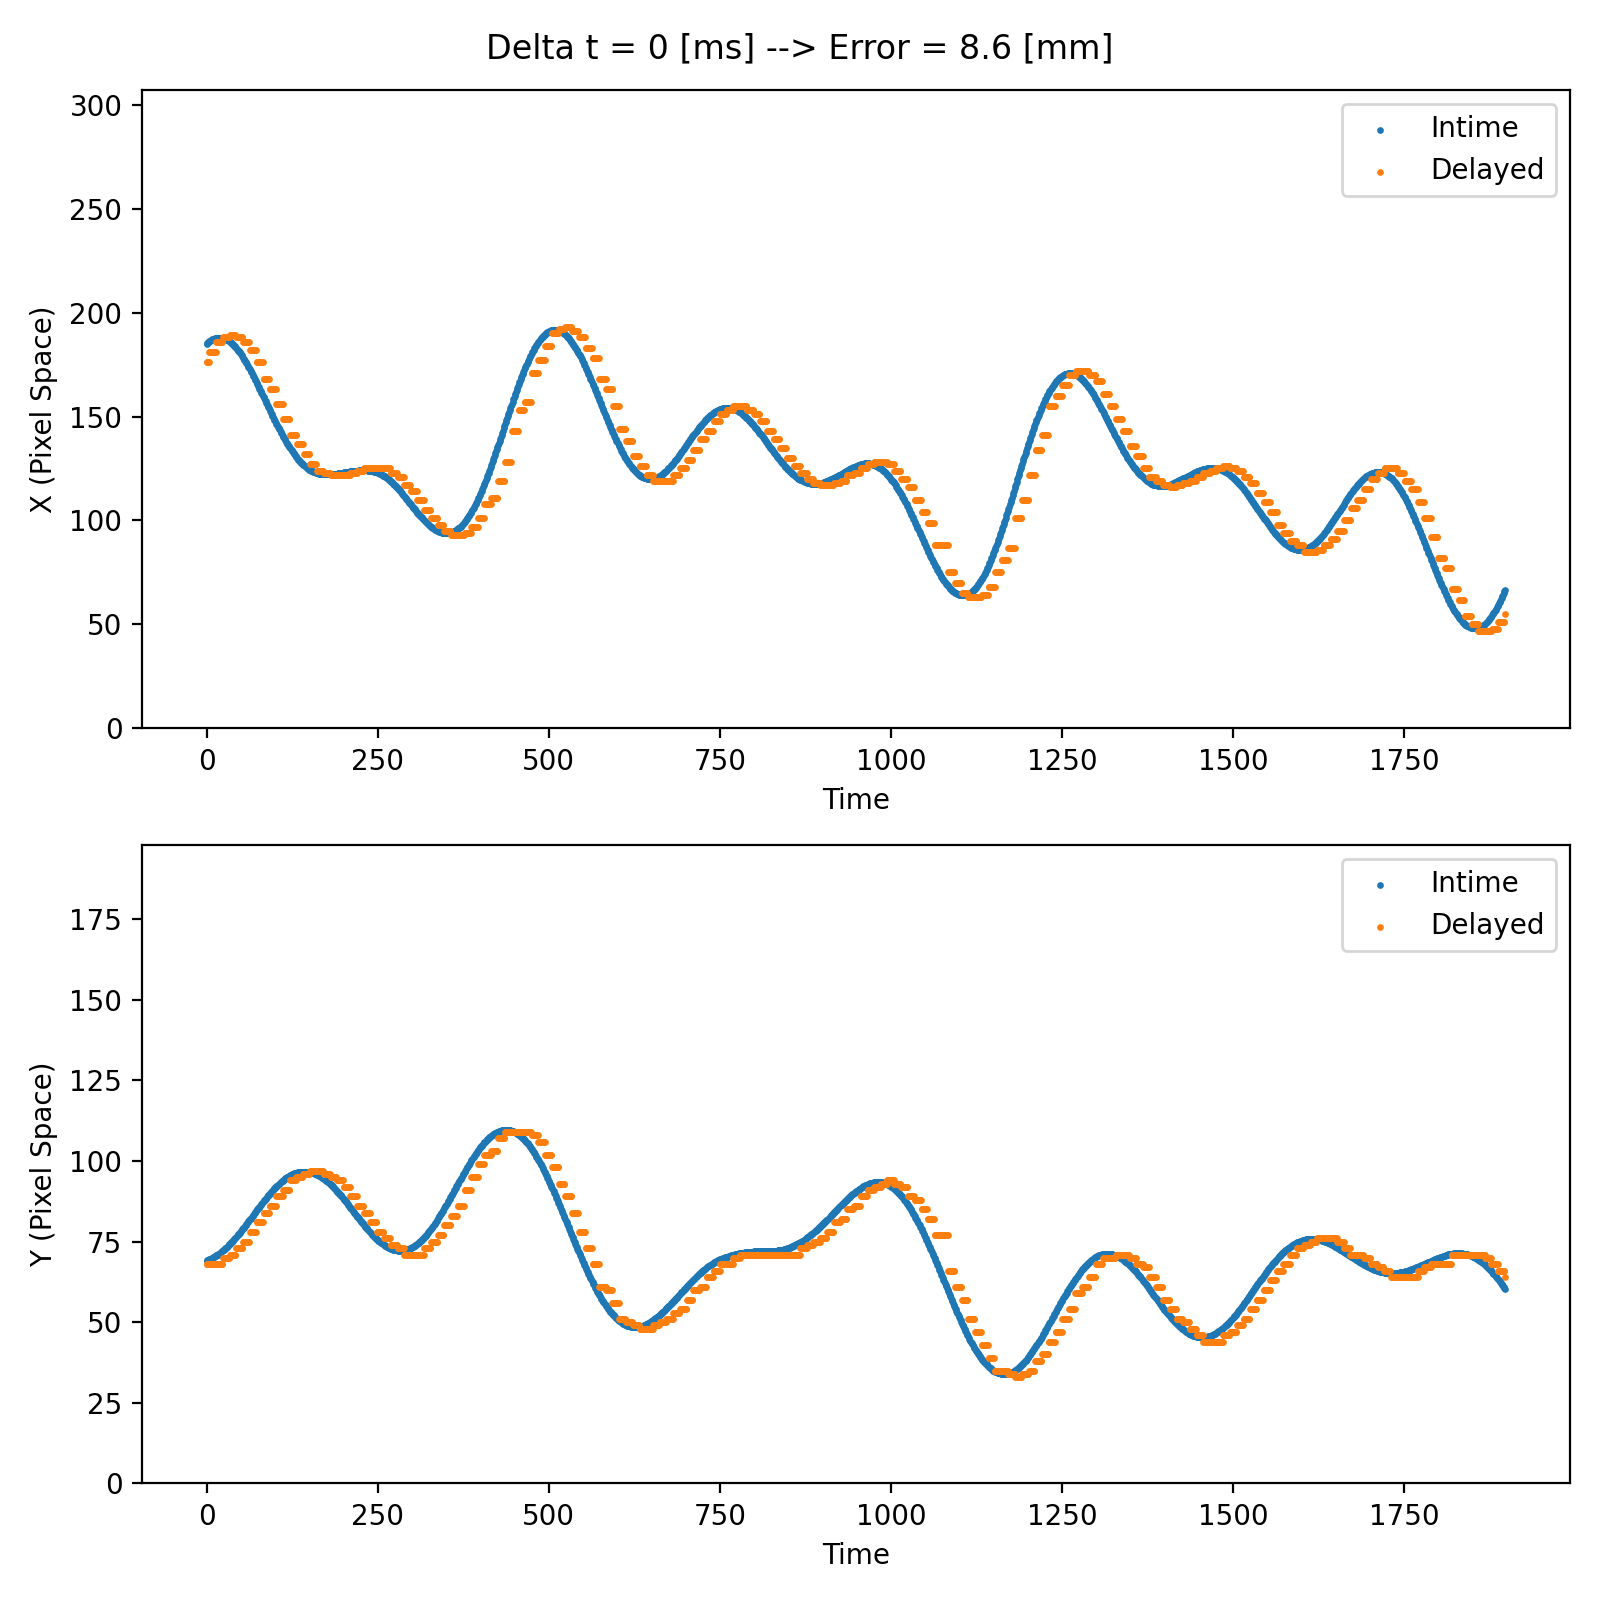 Delta t = 0 [ms] --> Error = 8.6 [mm]
300
250
200
150
100
50
0
X (Pixel Space)
Intime
Delayed
0 250 500 750 1000 1250 1500 1750
Time
175
150
125
100
75
50
25
0
Y (Pixel Space)
Intime
Delayed
0 250 500 750 1000 1250 1500 1750
Time